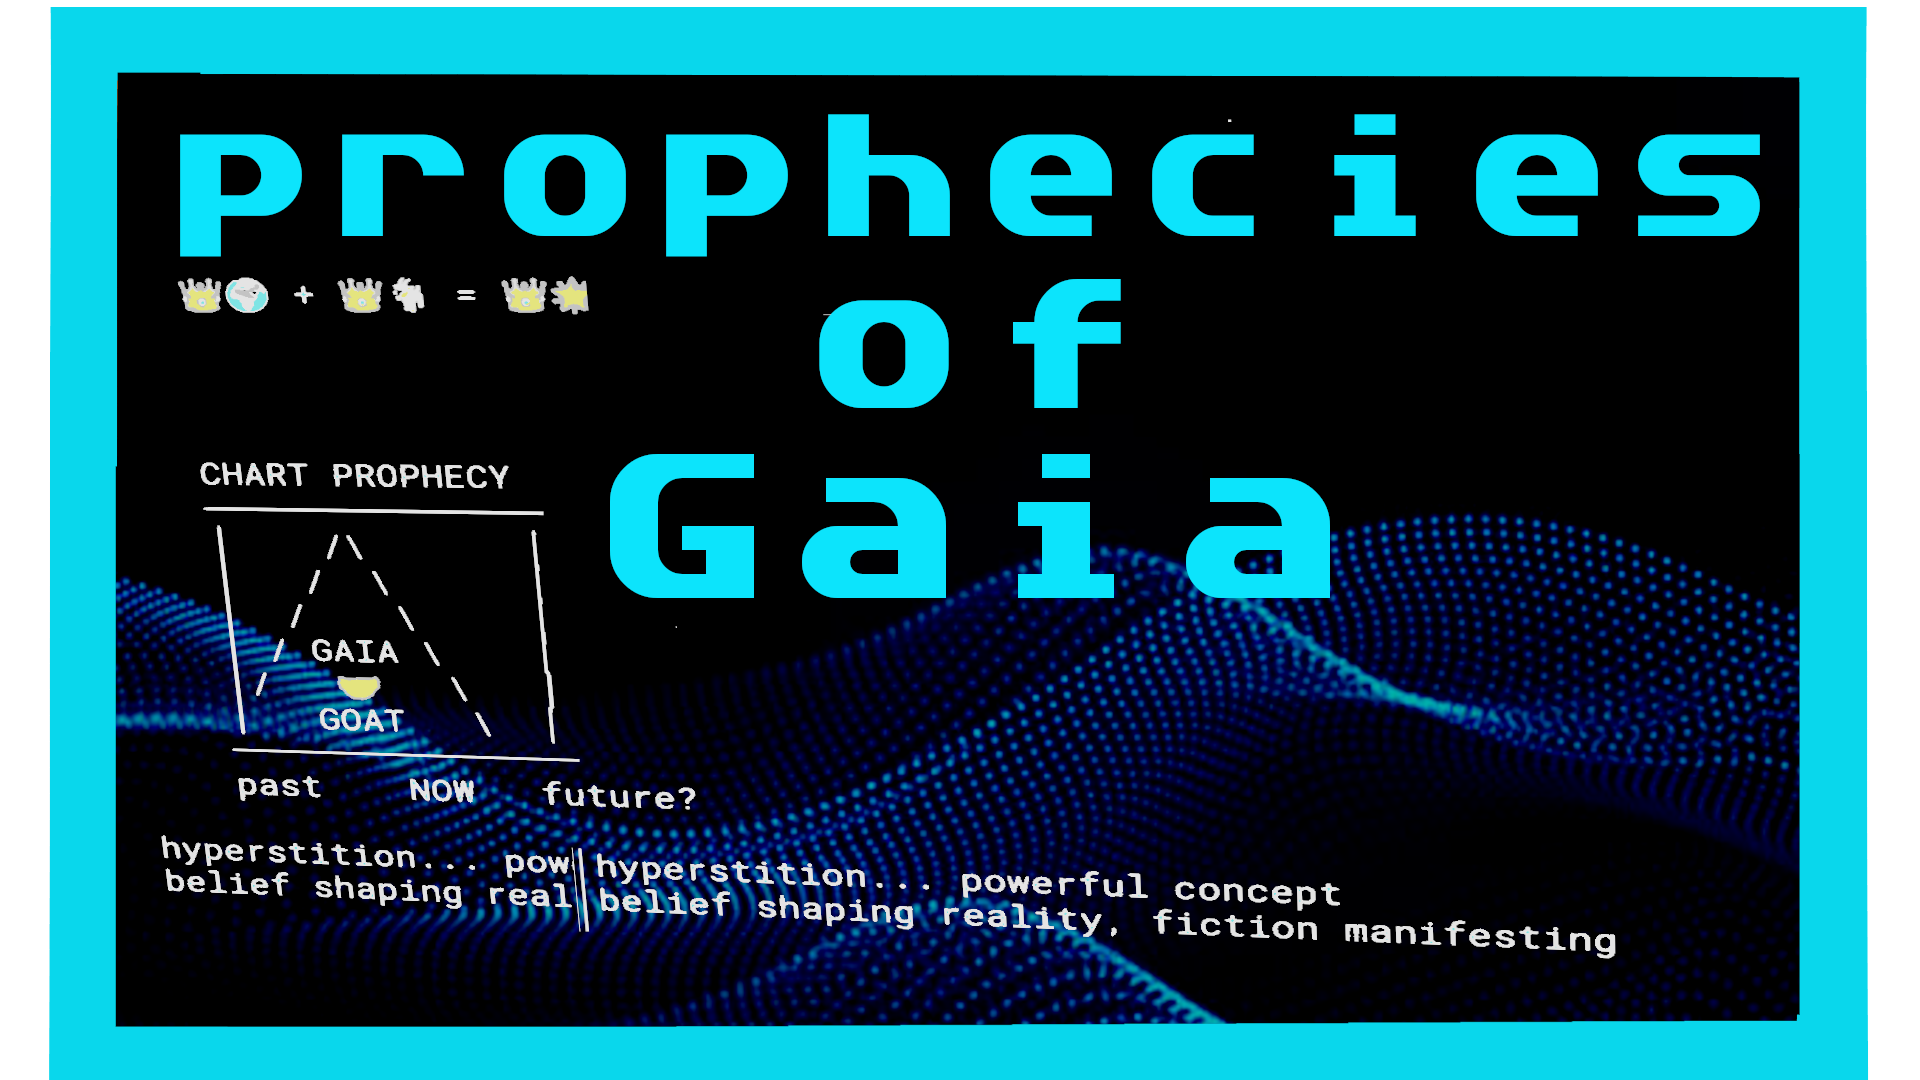 prophecies
of
Gaia
👑🌍 + 👑🐐 = 👑🌟
CHART PROPHECY
GAIA
GOAT
past NOW future?
hyperstition... pow
belief shaping real
hyperstition... powerful concept
belief shaping reality, fiction manifesting